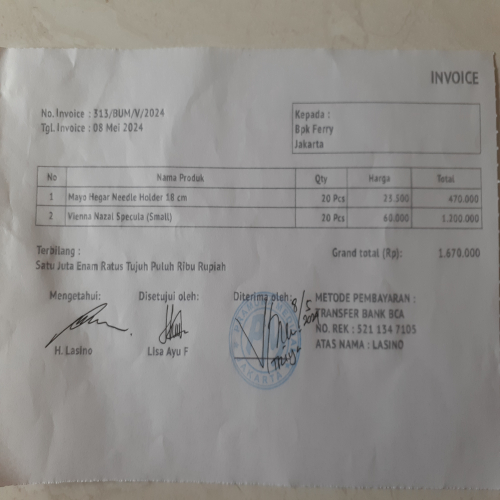 INVOICE
No. Invoice : 313/BUM/V/2024
Tgl. Invoice : 08 Mei 2024
Kepada :
Bpk Ferry
Jakarta
No Nama Produk Qty Harga Total
1 Mayo Hegar Needle Holder 18 cm 20 Pcs 23,500 470.000
2 Vienna Nazal Specula (Small) 20 Pcs 60.000 1.200.000
Terbilang :
Satu Juta Enam Ratus Tujuh Puluh Ribu Rupiah
Grand total (Rp): 1.670.000
Mengetahui:
Disetujui oleh:
Diterima oleh:
8/5
2024
H. Lasino
Lisa Ayu F
METODE PEMBAYARAN :
TRANSFER BANK BCA
NO. REK : 521 134 7105
ATAS NAMA : LASINO